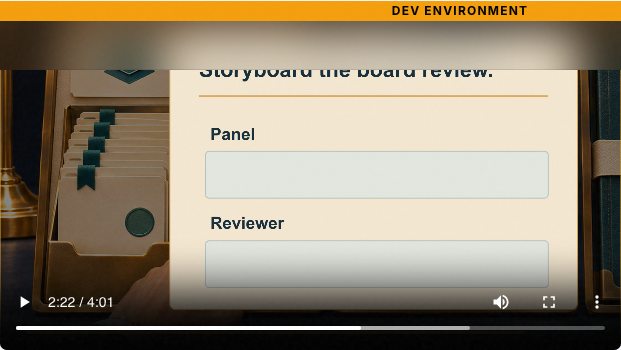 DEV ENVIRONMENT
Storyboard the board review.
Panel
Reviewer
2:22 / 4:01